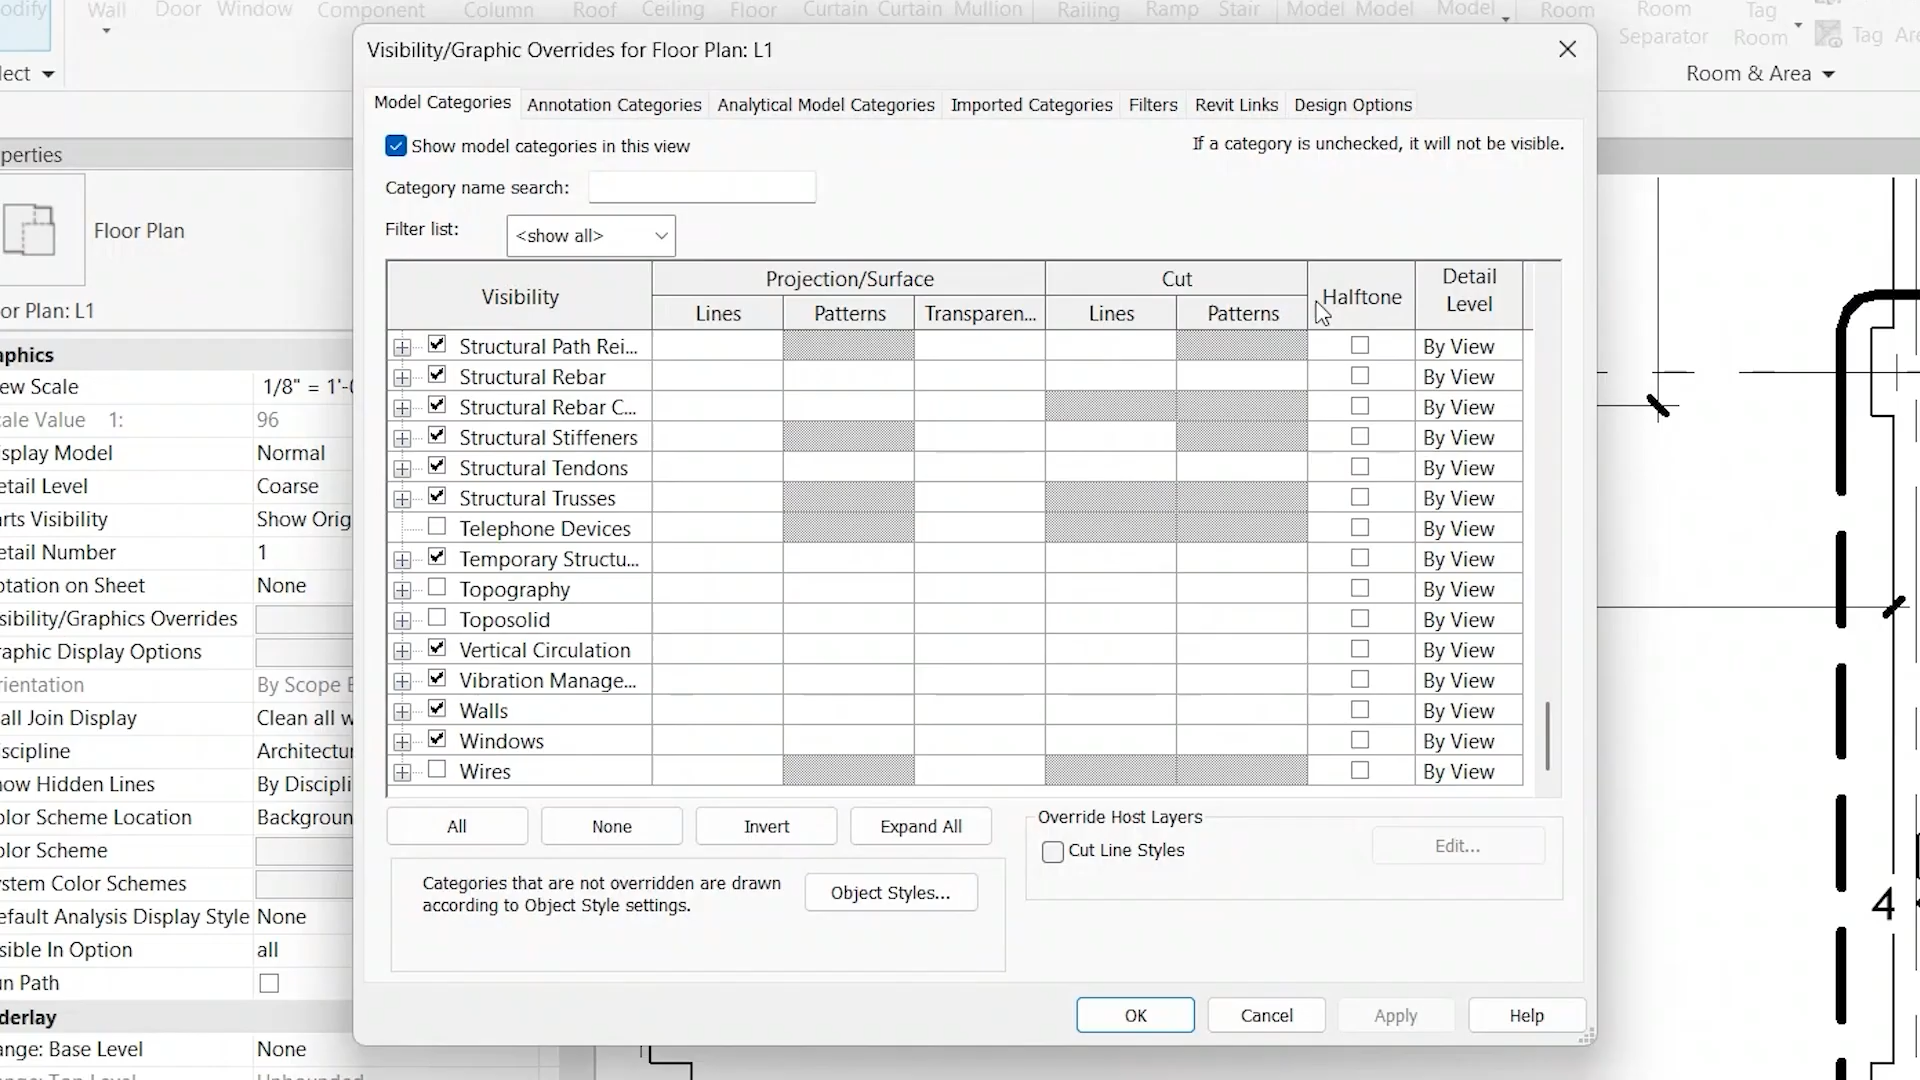 Wall Door Window Component Column Roof Ceiling Floor Curtain Curtain Mullion Railing Ramp Stair Model Model Model Room Room Tag
Separator Room Tag
lect
Room & Area
Visibility/Graphic Overrides for Floor Plan: L1
Model Categories Annotation Categories Analytical Model Categories Imported Categories Filters Revit Links Design Options
Show model categories in this view
If a category is unchecked, it will not be visible.
Category name search:
Filter list: <show all>
Visibility Projection/Surface Cut Halftone Detail Level
Lines Patterns Transparen... Lines Patterns
Structural Path Rei... By View
Structural Rebar By View
Structural Rebar C... By View
Structural Stiffeners By View
Structural Tendons By View
Structural Trusses By View
Telephone Devices By View
Temporary Structu... By View
Topography By View
Toposolid By View
Vertical Circulation By View
Vibration Manage... By View
Walls By View
Windows By View
Wires By View
All None Invert Expand All
Override Host Layers
Cut Line Styles Edit...
Categories that are not overridden are drawn
according to Object Style settings.
Object Styles...
OK Cancel Apply Help
perties
Floor Plan
or Plan: L1
aphics
ew Scale 1/8" = 1'-
cale Value 1: 96
isplay Model Normal
etail Level Coarse
arts Visibility Show Orig
etail Number 1
otation on Sheet None
sibility/Graphics Overrides
raphic Display Options
rientation By Scope
all Join Display Clean all w
iscipline Architectu
how Hidden Lines By Discipli
olor Scheme Location Backgroun
olor Scheme
ystem Color Schemes
efault Analysis Display Style None
sible In Option all
un Path
derlay
ange: Base Level None
4